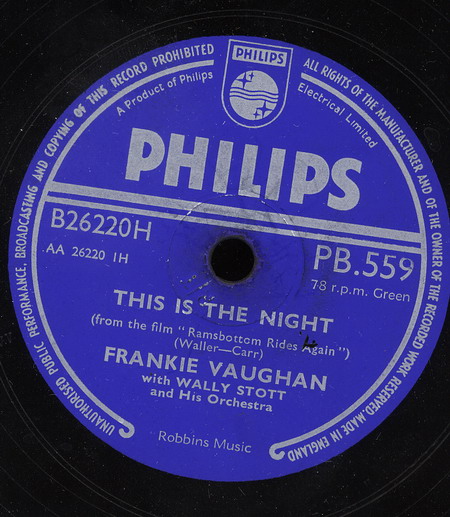 UNAUTHORISED PUBLIC PERFORMANCE, BROADCASTING AND COPYING OF THIS RECORD PROHIBITED
ALL RIGHTS OF THE MANUFACTURER AND OF THE OWNER OF THE RECORDED WORK RESERVED. MADE IN ENGLAND
PHILIPS
A Product of Philips
Electrical Limited
PHILIPS
B26220H
AA 26220 1H
PB.559
78 r.p.m. Green
THIS IS THE NIGHT
(from the film "Ramsbottom Rides Again")
(Waller—Carr)
FRANKIE VAUGHAN
with WALLY STOTT
and His Orchestra
Robbins Music